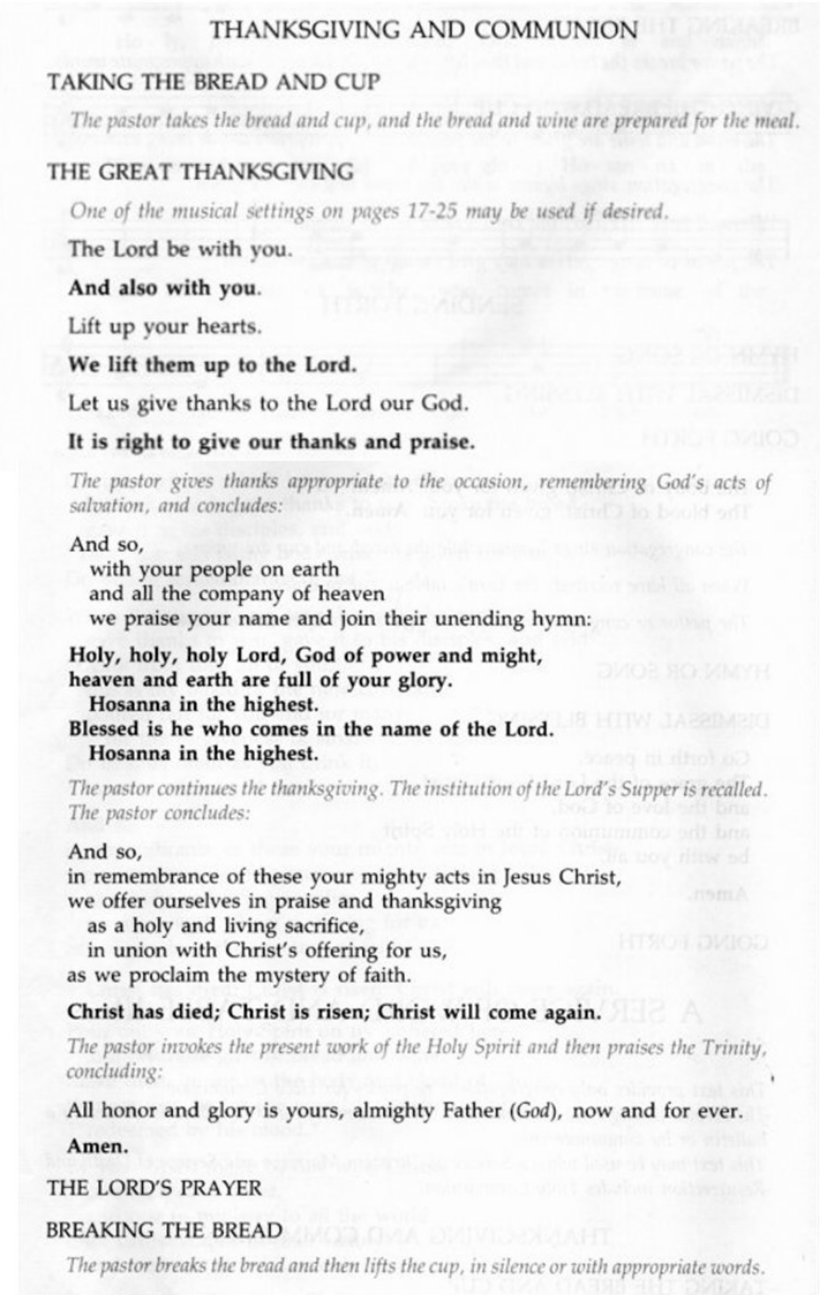 THANKSGIVING AND COMMUNION
TAKING THE BREAD AND CUP
The pastor takes the bread and cup, and the bread and wine are prepared for the meal.
THE GREAT THANKSGIVING
One of the musical settings on pages 17-25 may be used if desired.
The Lord be with you.
And also with you.
Lift up your hearts.
We lift them up to the Lord.
Let us give thanks to the Lord our God.
It is right to give our thanks and praise.
The pastor gives thanks appropriate to the occasion, remembering God's acts of
salvation, and concludes:
And so,
with your people on earth
and all the company of heaven
we praise your name and join their unending hymn:
Holy, holy, holy Lord, God of power and might,
heaven and earth are full of your glory.
Hosanna in the highest.
Blessed is he who comes in the name of the Lord.
Hosanna in the highest.
The pastor continues the thanksgiving. The institution of the Lord's Supper is recalled.
The pastor concludes:
And so,
in remembrance of these your mighty acts in Jesus Christ,
we offer ourselves in praise and thanksgiving
as a holy and living sacrifice,
in union with Christ's offering for us,
as we proclaim the mystery of faith.
Christ has died; Christ is risen; Christ will come again.
The pastor invokes the present work of the Holy Spirit and then praises the Trinity,
concluding:
All honor and glory is yours, almighty Father (God), now and for ever.
Amen.
THE LORD'S PRAYER
BREAKING THE BREAD
The pastor breaks the bread and then lifts the cup, in silence or with appropriate words.